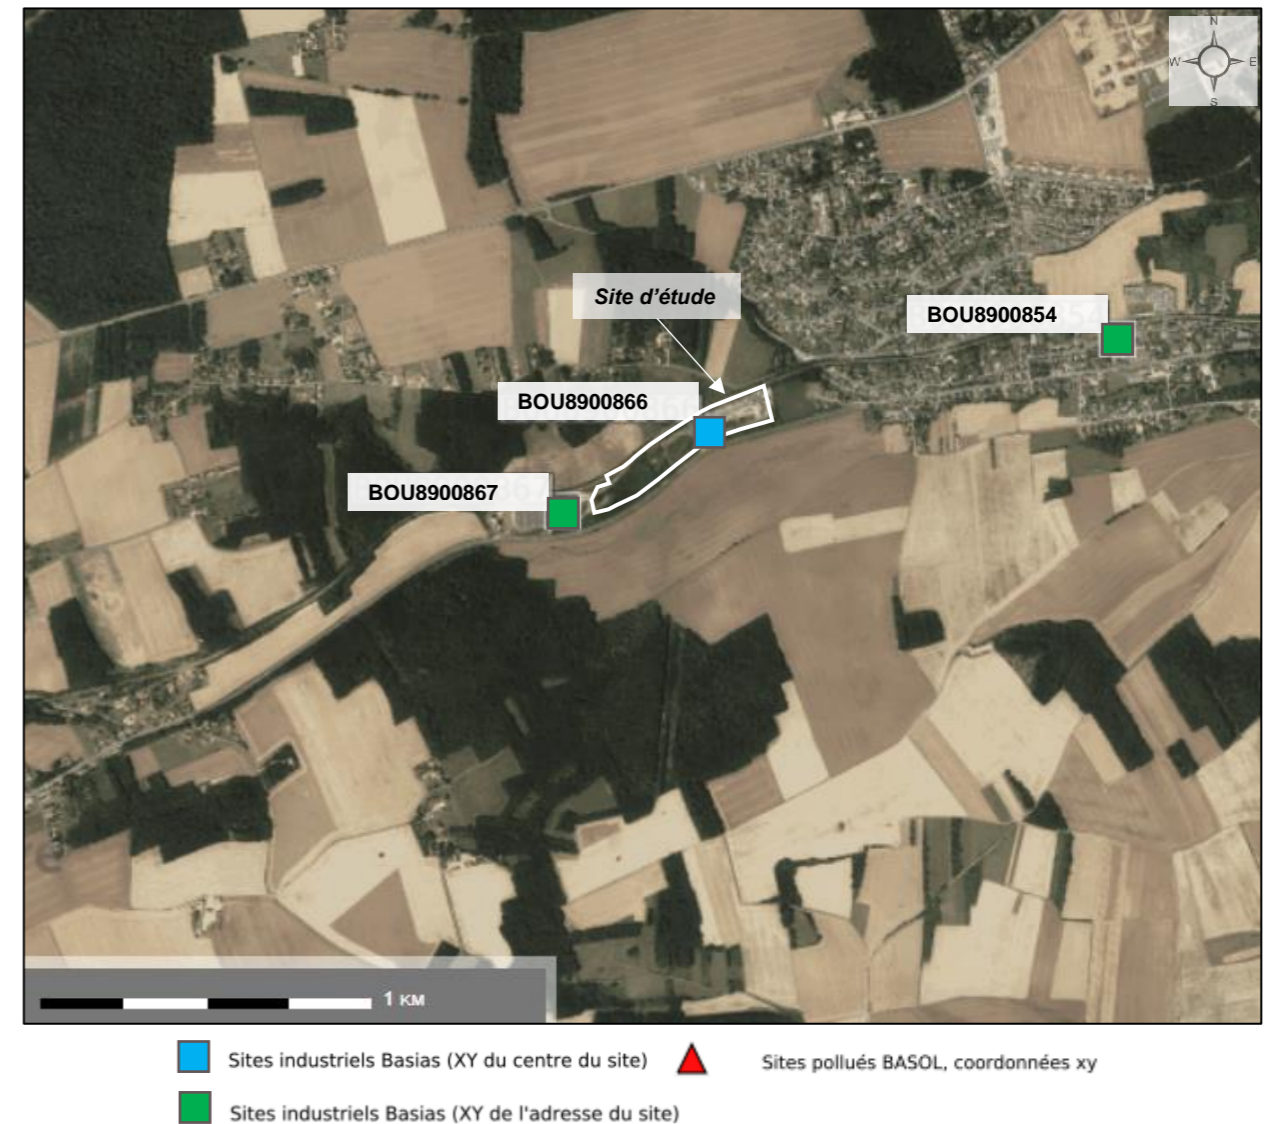 N
W E
S
Site d'étude
BOU8900854
BOU8900866
BOU8900867
1 KM
Sites industriels Basias (XY du centre du site)
Sites pollués BASOL, coordonnées xy
Sites industriels Basias (XY de l'adresse du site)